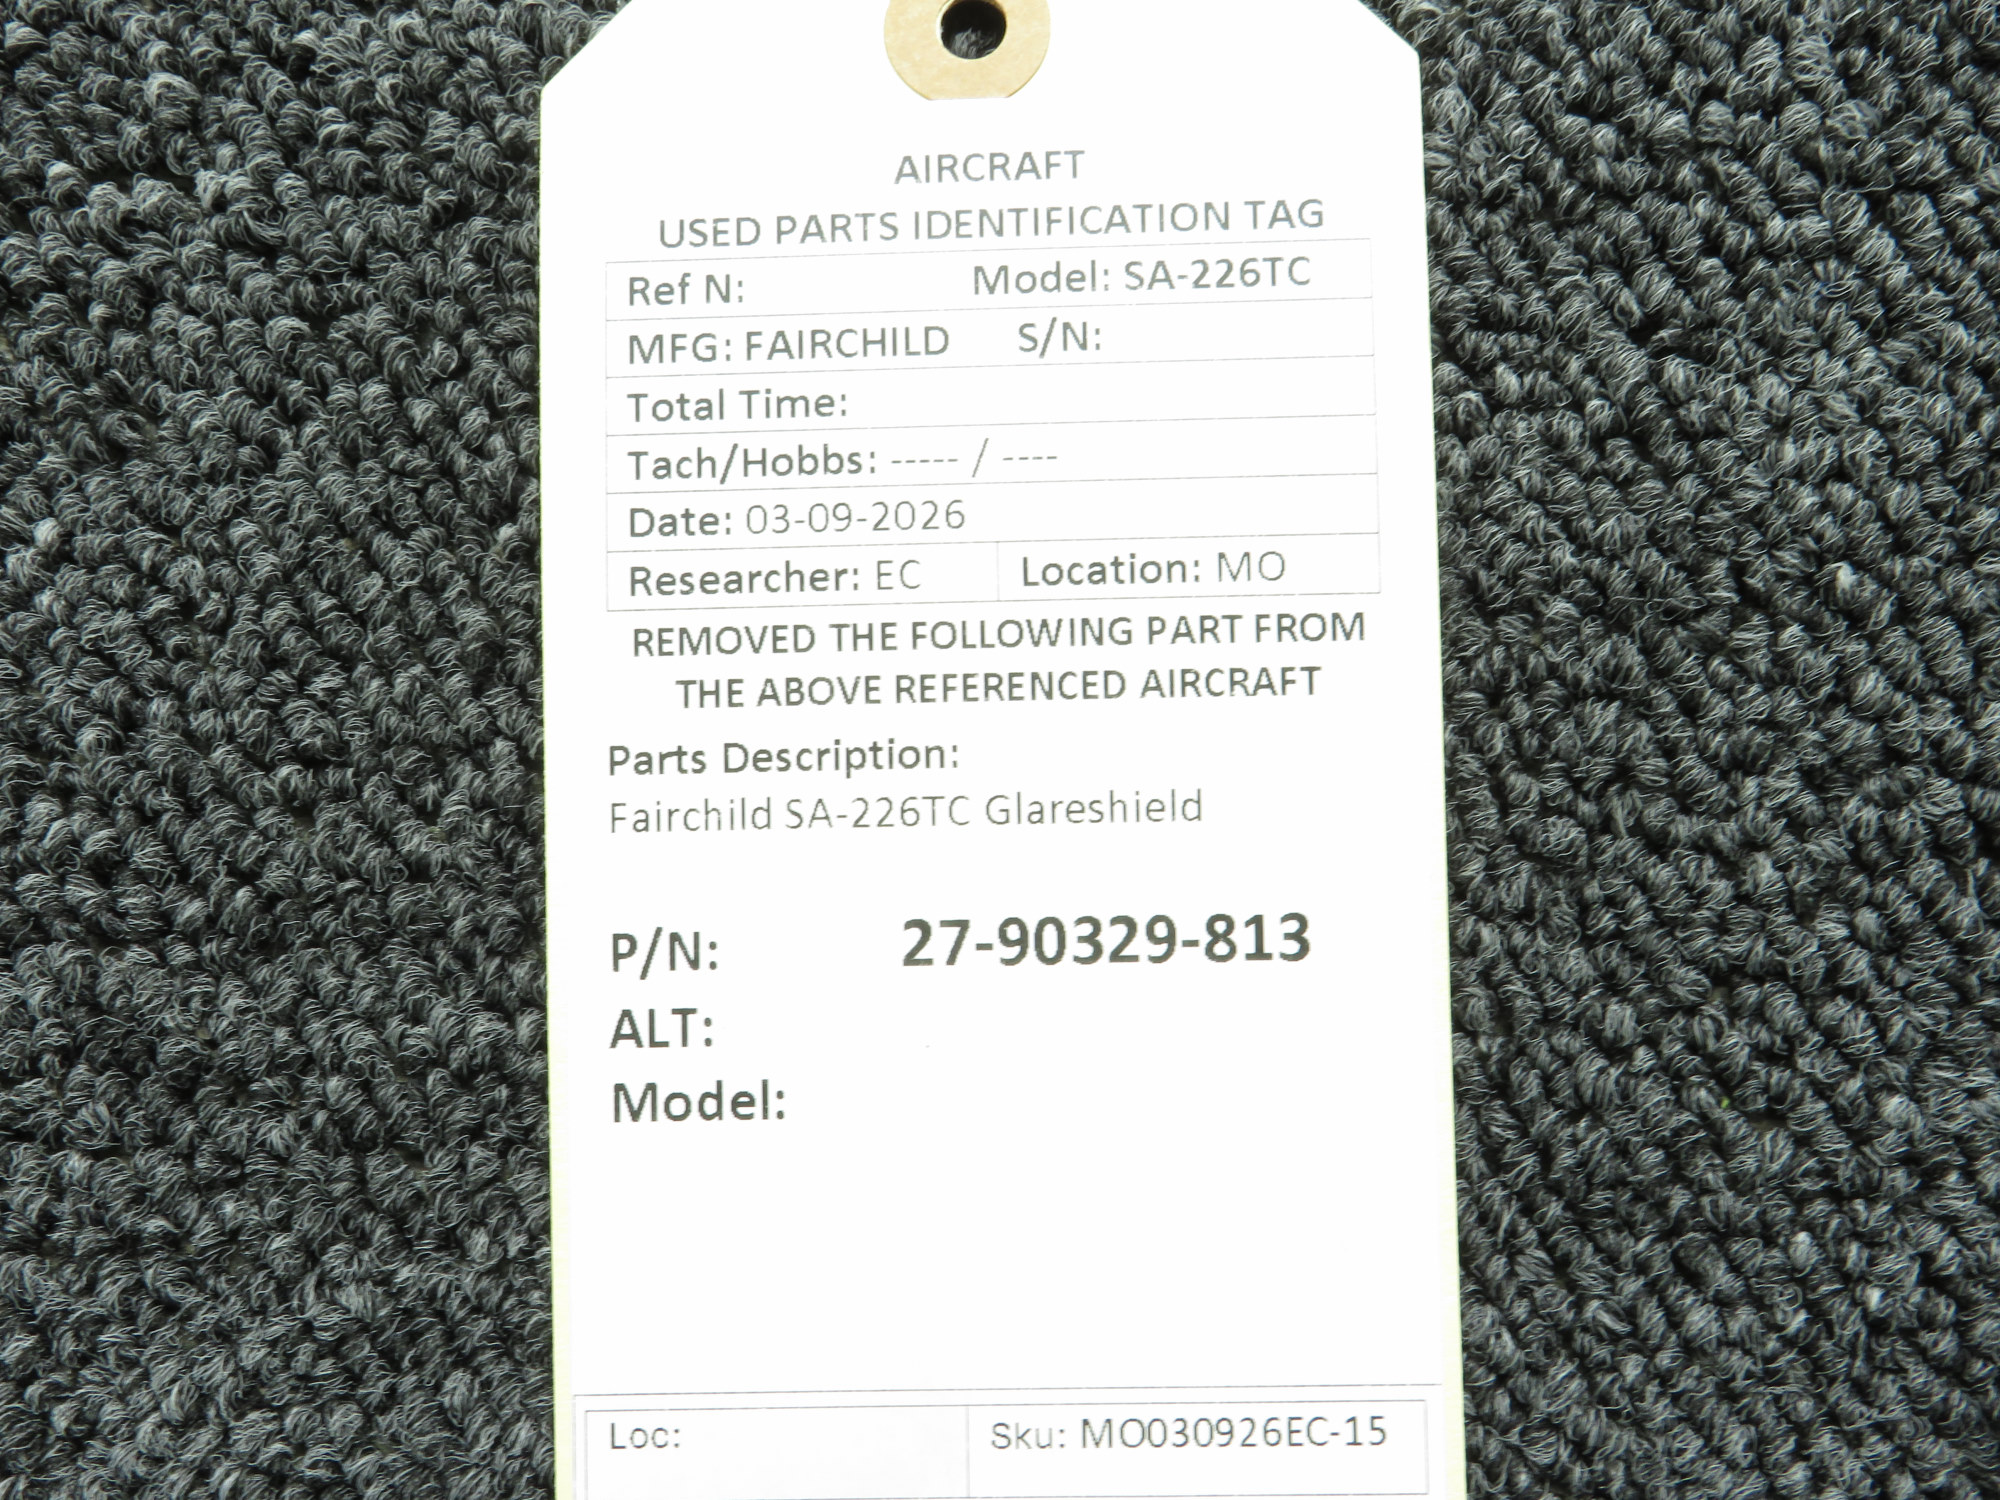 AIRCRAFT
USED PARTS IDENTIFICATION TAG
Ref N: Model: SA-226TC
MFG: FAIRCHILD S/N:
Total Time:
Tach/Hobbs: ----- / ----
Date: 03-09-2026
Researcher: EC Location: MO
REMOVED THE FOLLOWING PART FROM
THE ABOVE REFERENCED AIRCRAFT
Parts Description:
Fairchild SA-226TC Glareshield
P/N: 27-90329-813
ALT:
Model:
Loc: Sku: MO030926EC-15